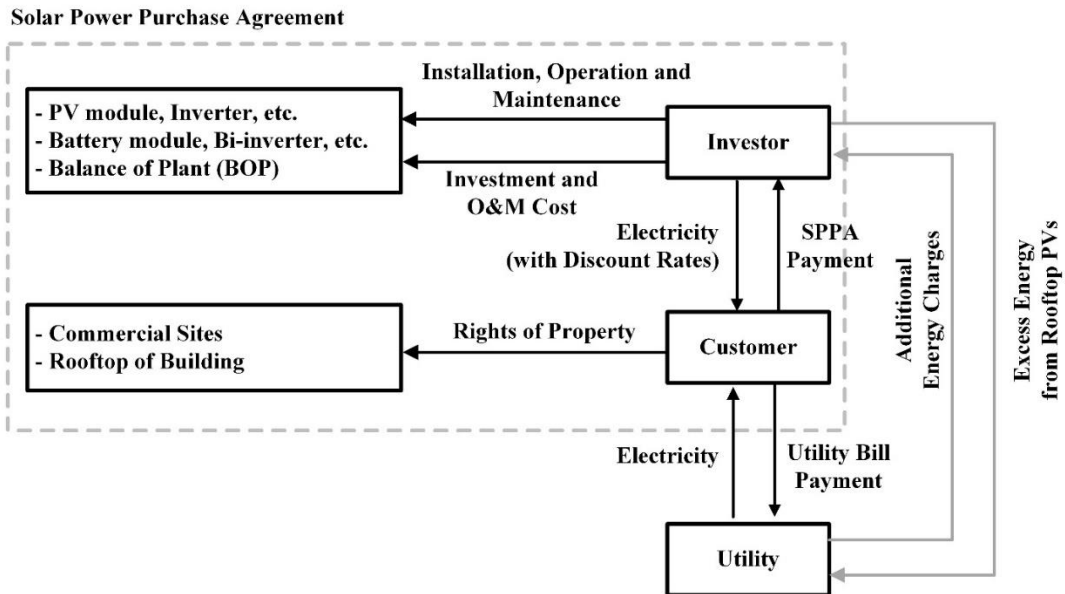 Solar Power Purchase Agreement
Installation, Operation and
Maintenance
- PV module, Inverter, etc.
- Battery module, Bi-inverter, etc.
- Balance of Plant (BOP)
Investor
Investment and
O&M Cost
Electricity
(with Discount Rates)
SPPA
Payment
Additional
Energy Charges
Excess Energy
from Rooftop PVs
- Commercial Sites
- Rooftop of Building
Rights of Property
Customer
Electricity
Utility Bill
Payment
Utility